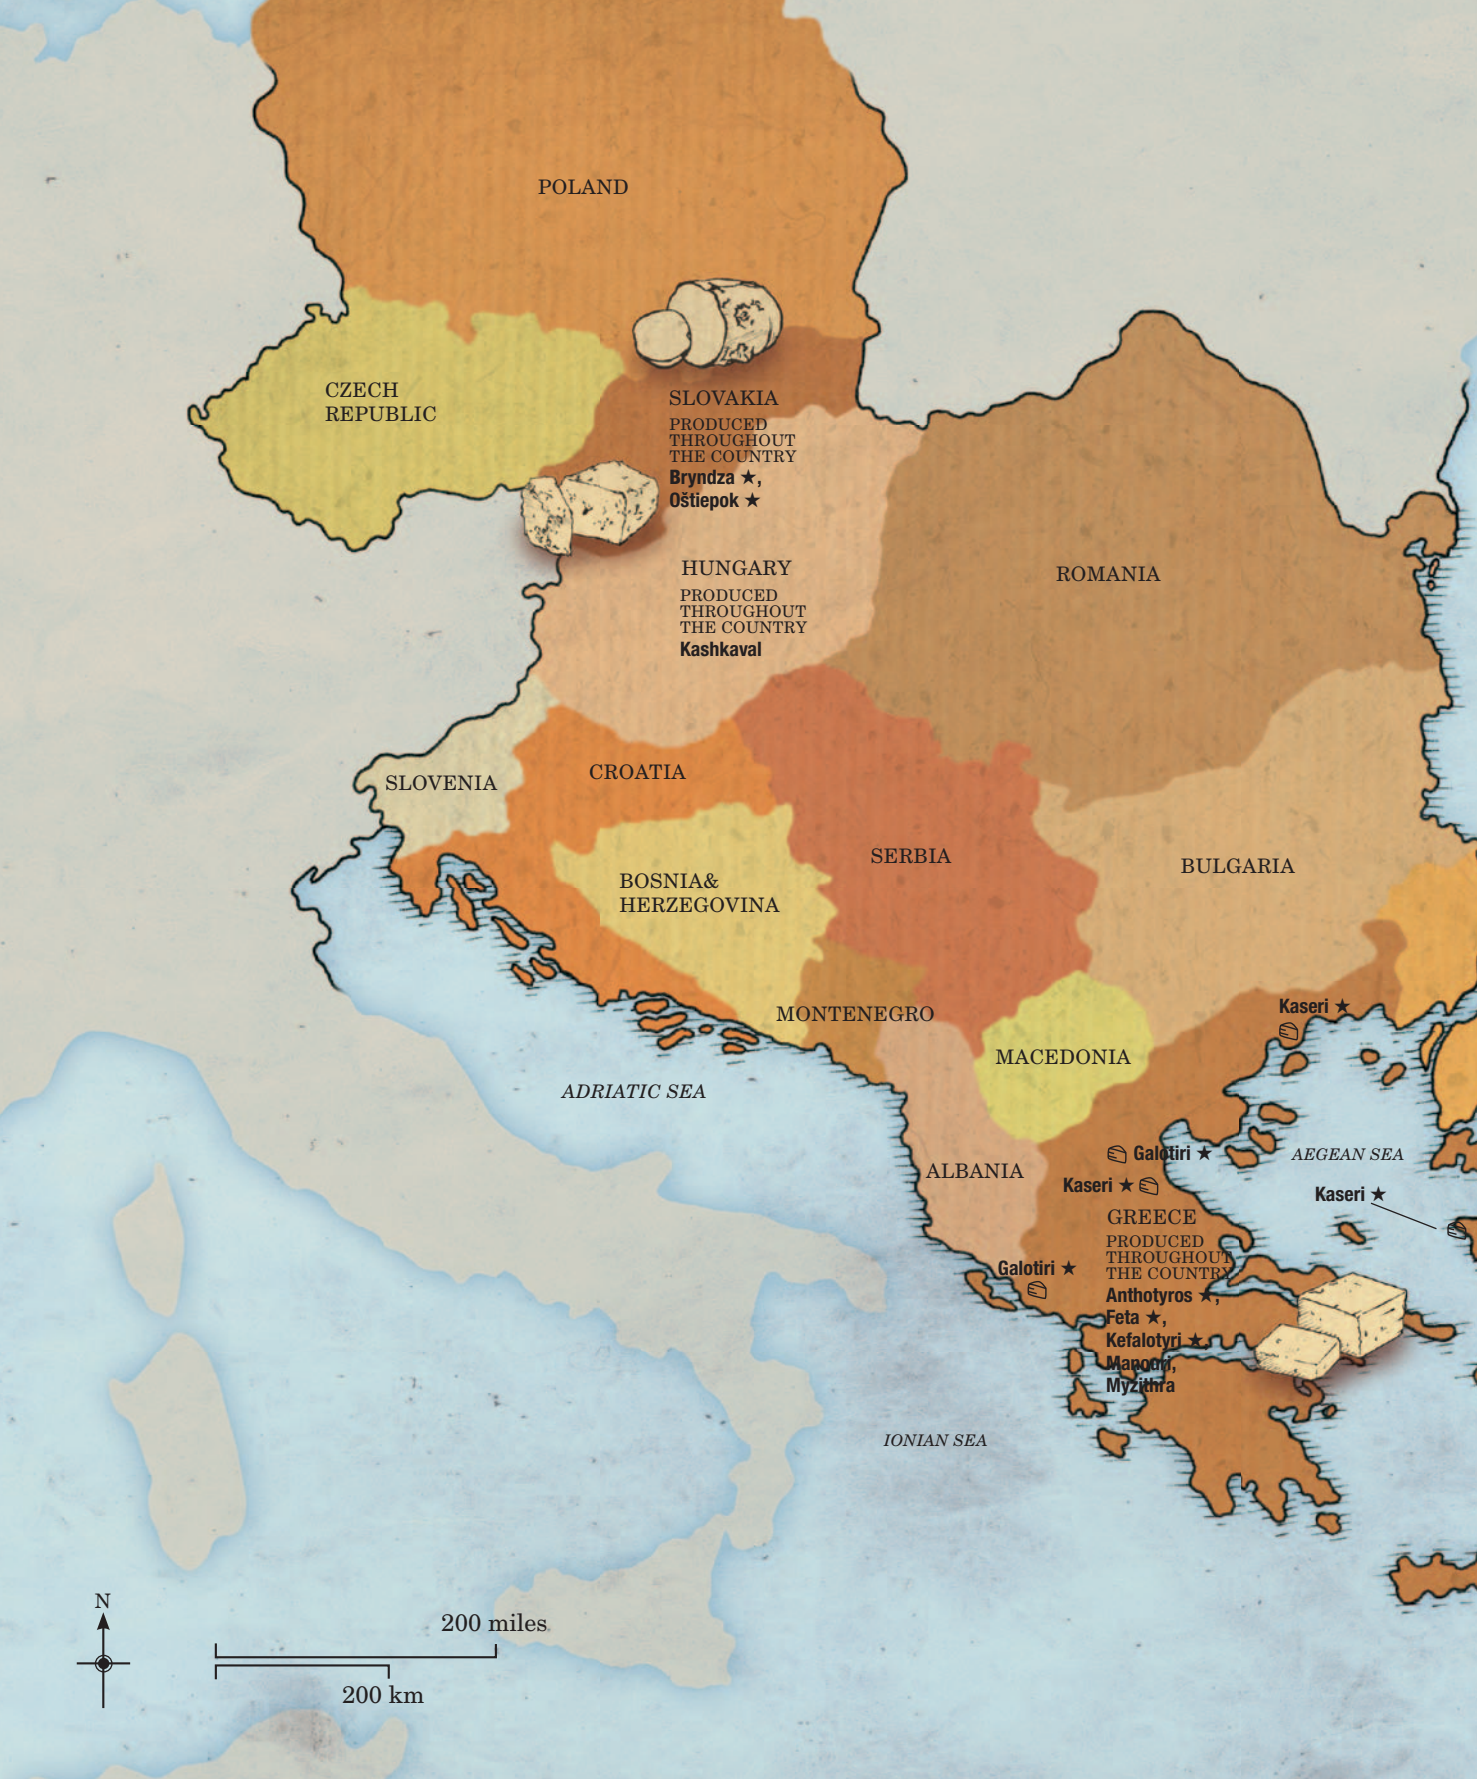 POLAND
CZECH
REPUBLIC
SLOVAKIA
PRODUCED
THROUGHOUT
THE COUNTRY
Bryndza ★,
Oštiepok ★
HUNGARY
PRODUCED
THROUGHOUT
THE COUNTRY
Kashkaval
ROMANIA
SLOVENIA
CROATIA
SERBIA
BOSNIA&
HERZEGOVINA
BULGARIA
MONTENEGRO
MACEDONIA
Kaseri ★
ADRIATIC SEA
ALBANIA
Galotiri ★
AEGEAN SEA
Kaseri ★
Kaseri ★
GREECE
PRODUCED
THROUGHOUT
THE COUNTRY
Anthotyros ★,
Feta ★,
Kefalotyri ★,
Manouri,
Myzithra
Galotiri ★
IONIAN SEA
N
200 miles
200 km